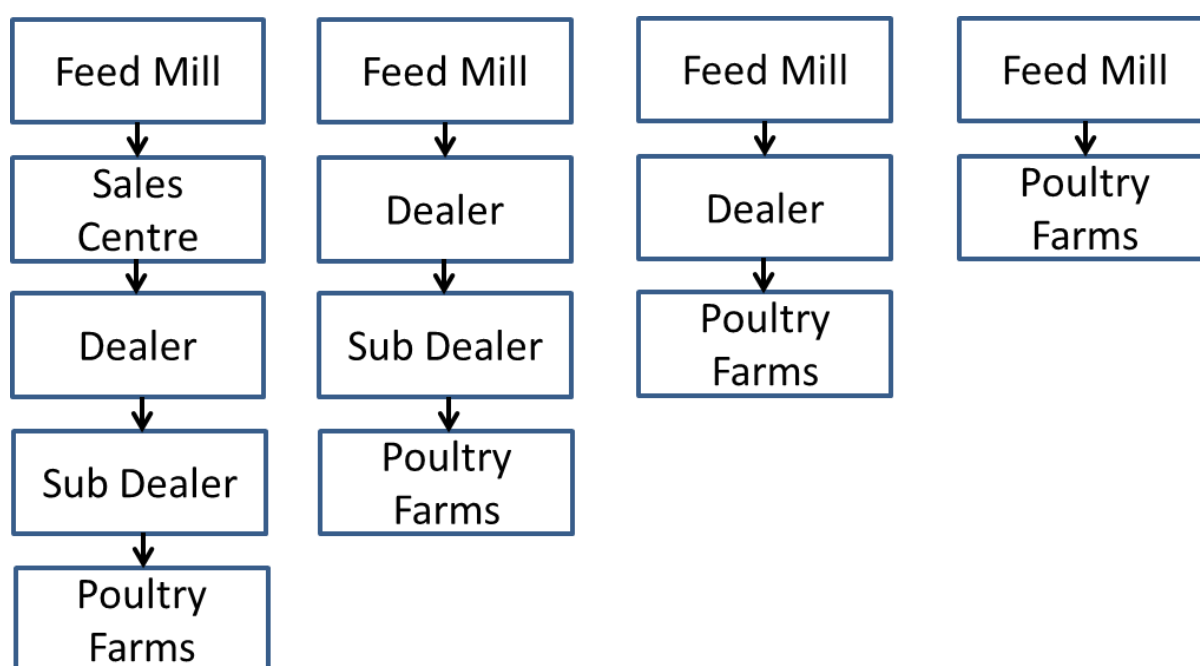 Feed Mill
Sales
Centre
Dealer
Sub Dealer
Poultry
Farms
Feed Mill
Dealer
Sub Dealer
Poultry
Farms
Feed Mill
Dealer
Poultry
Farms
Feed Mill
Poultry
Farms